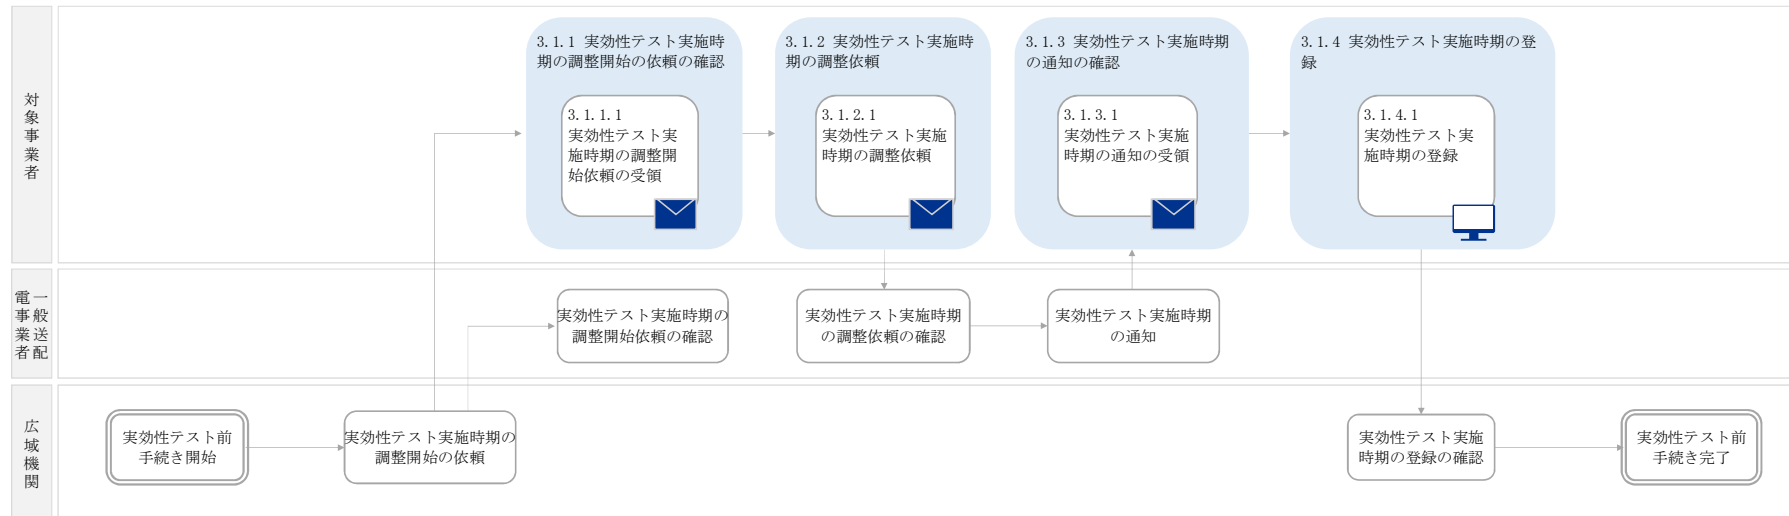 対象事業者
3.1.1 実効性テスト実施時
期の調整開始の依頼の確認
3.1.1.1
実効性テスト実
施時期の調整開
始依頼の受領
3.1.2 実効性テスト実施時
期の調整依頼
3.1.2.1
実効性テスト実施
時期の調整依頼
3.1.3 実効性テスト実施時期
の通知の確認
3.1.3.1
実効性テスト実施
時期の通知の受領
3.1.4 実効性テスト実施時期の登
録
3.1.4.1
実効性テスト実
施時期の登録
一般送配
電事業者
実効性テスト実施時期の
調整開始依頼の確認
実効性テスト実施時期
の調整依頼の確認
実効性テスト実施時期
の通知
広域機関
実効性テスト前
手続き開始
実効性テスト実施時期の
調整開始の依頼
実効性テスト実施
時期の登録の確認
実効性テスト前
手続き完了